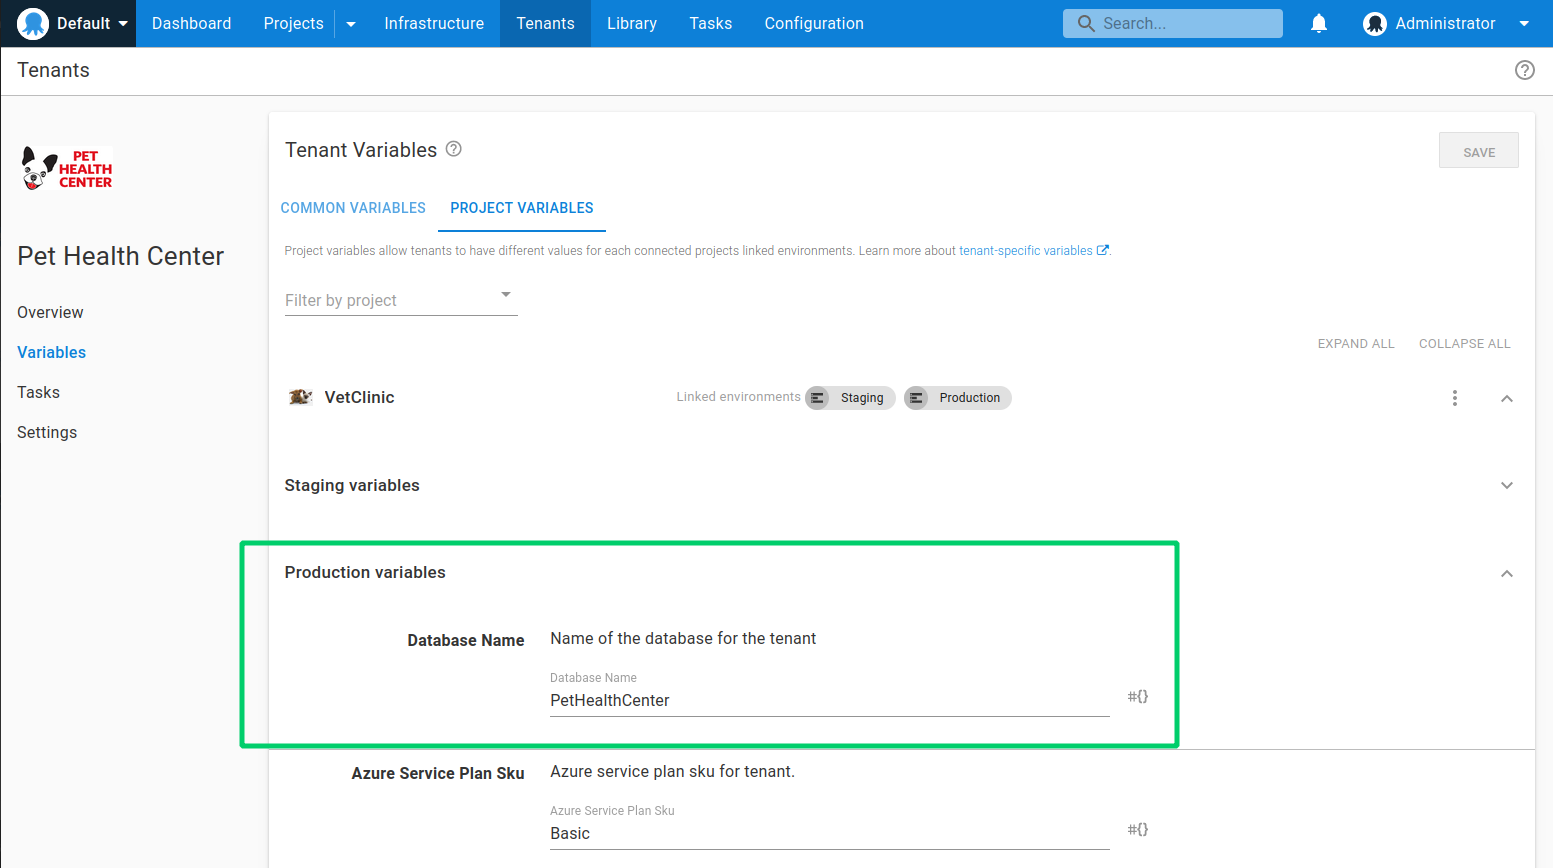 Default Dashboard Projects Infrastructure Tenants Library Tasks Configuration Search... Administrator
Tenants
PET
HEALTH
CENTER
Pet Health Center
Overview
Variables
Tasks
Settings
Tenant Variables
SAVE
COMMON VARIABLES PROJECT VARIABLES
Project variables allow tenants to have different values for each connected projects linked environments. Learn more about tenant-specific variables.
Filter by project
EXPAND ALL COLLAPSE ALL
VetClinic Linked environments Staging Production
Staging variables
Production variables
Database Name Name of the database for the tenant
Database Name
PetHealthCenter #{}
Azure Service Plan Sku Azure service plan sku for tenant.
Azure Service Plan Sku
Basic #{}